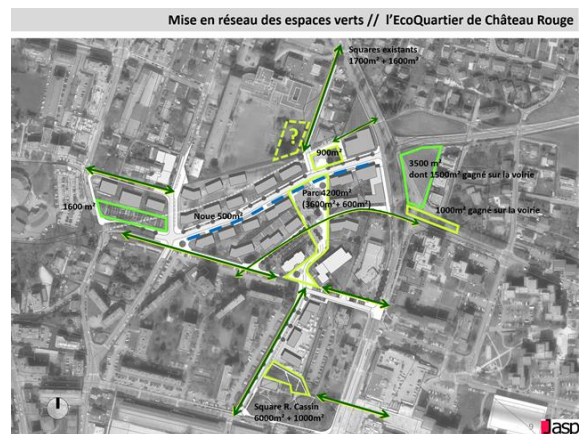 Mise en réseau des espaces verts // l'EcoQuartier de Château Rouge
Squares existants
1700m² + 1600m²
?
900m²
3500 m²
dont 1500m² gagné sur la voirie
Parc 4200m²
(3600m²+ 600m²)
1600 m²
Noue 500m²
1000m² gagné sur la voirie
Square R. Cassin
6000m² + 1000m²
asp